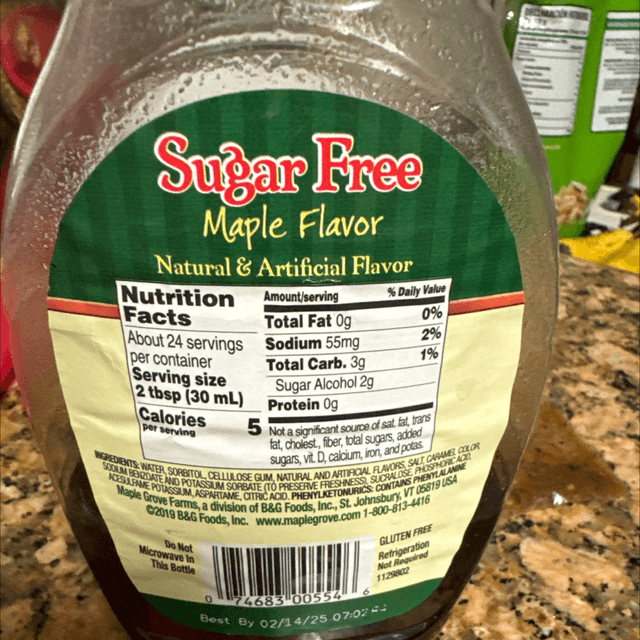 Sugar Free
Maple Flavor
Natural & Artificial Flavor
Nutrition
Facts
About 24 servings
per container
Serving size
2 tbsp (30 mL)
Calories 5
per serving
Amount/serving % Daily Value
Total Fat 0g 0%
Sodium 55mg 2%
Total Carb. 3g 1%
Sugar Alcohol 2g
Protein 0g
Not a significant source of sat. fat, trans
fat, cholest., fiber, total sugars, added
sugars, vit. D, calcium, iron, and potas.
INGREDIENTS: WATER, SORBITOL, CELLULOSE GUM, NATURAL AND ARTIFICIAL FLAVORS, SALT, CARAMEL COLOR,
SODIUM BENZOATE AND POTASSIUM SORBATE (TO PRESERVE FRESHNESS), SUCRALOSE, PHOSPHORIC ACID,
ACESULFAME POTASSIUM, ASPARTAME, CITRIC ACID. PHENYLKETONURICS: CONTAINS PHENYLALANINE
Maple Grove Farms, a division of B&G Foods, Inc., St. Johnsbury, VT 05819 USA
©2019 B&G Foods, Inc. www.maplegrove.com 1-800-813-4416
Do Not
Microwave In
This Bottle
GLUTEN FREE
Refrigeration
Not Required
1129802
0 74683 00554 6
Best By 02/14/25 07:02